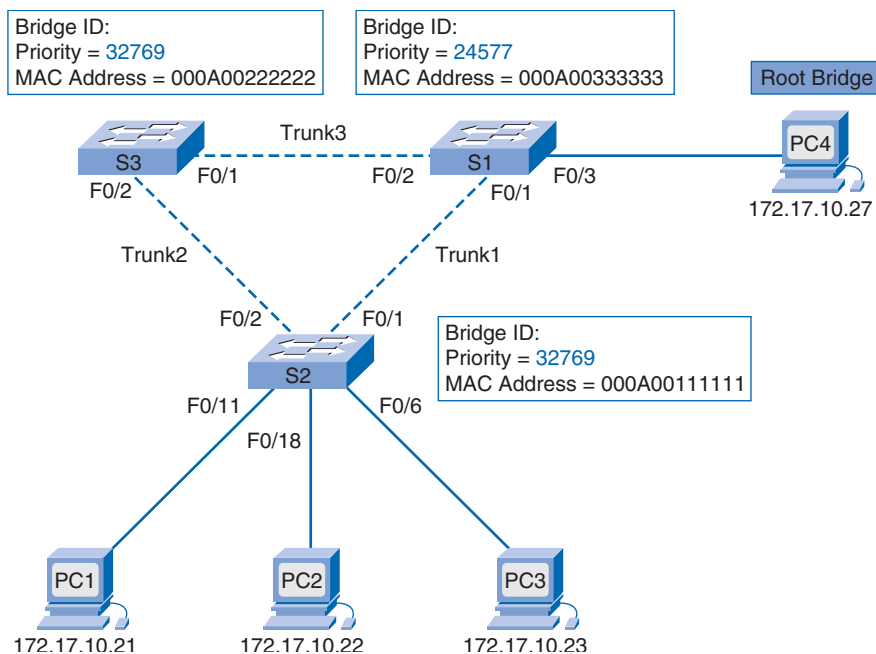 Bridge ID:
Priority = 32769
MAC Address = 000A00222222
Bridge ID:
Priority = 24577
MAC Address = 000A00333333
Root Bridge
Trunk3
S3
S1
PC4
F0/1
F0/2
F0/3
F0/2
F0/1
172.17.10.27
Trunk2
Trunk1
F0/2
F0/1
Bridge ID:
Priority = 32769
MAC Address = 000A00111111
S2
F0/11
F0/6
F0/18
PC1
PC2
PC3
172.17.10.21
172.17.10.22
172.17.10.23